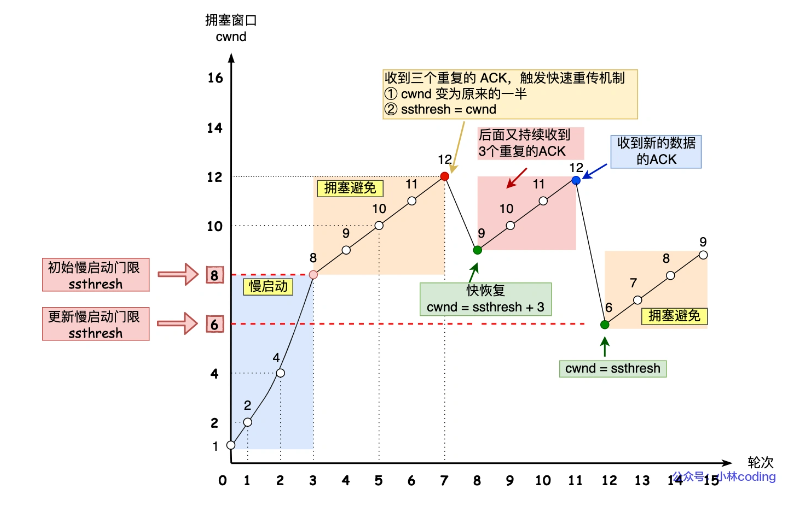 拥塞窗口
cwnd
16
14
12
10
8
6
4
2
1
0
收到三个重复的 ACK，触发快速重传机制
① cwnd 变为原来的一半
② ssthresh = cwnd
后面又持续收到
3个重复的ACK
收到新的数据
的ACK
拥塞避免
12
11
10
9
8
慢启动
4
2
初始慢启动门限
ssthresh
更新慢启动门限
ssthresh
9
10
11
12
快恢复
cwnd = ssthresh + 3
6
7
8
9
拥塞避免
cwnd = ssthresh
轮次
1 2 3 4 5 6 7 8 9 10 11 12 13 14 15
公众号：小林coding